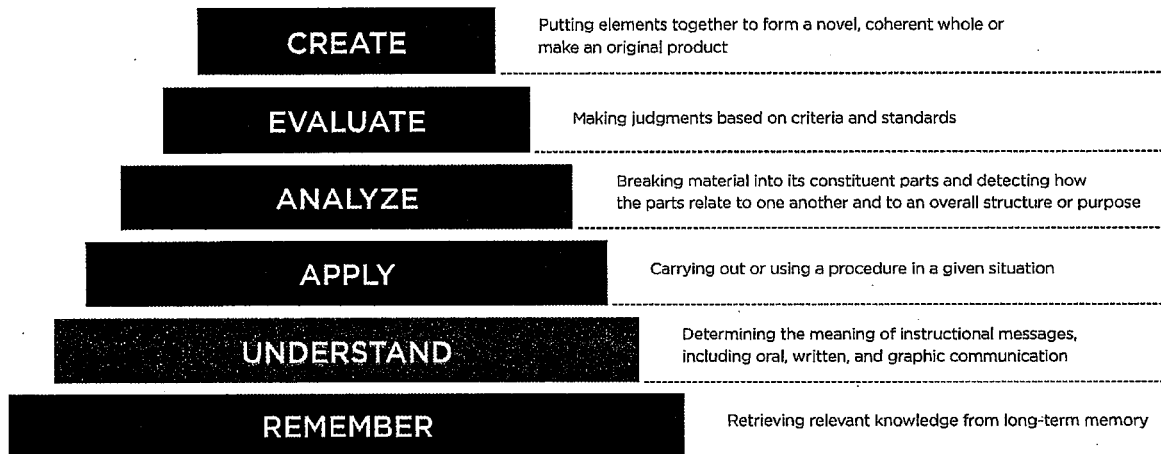 CREATE
Putting elements together to form a novel, coherent whole or
make an original product
EVALUATE
Making judgments based on criteria and standards
ANALYZE
Breaking material into its constituent parts and detecting how
the parts relate to one another and to an overall structure or purpose
APPLY
Carrying out or using a procedure in a given situation
UNDERSTAND
Determining the meaning of instructional messages,
including oral, written, and graphic communication
REMEMBER
Retrieving relevant knowledge from long-term memory